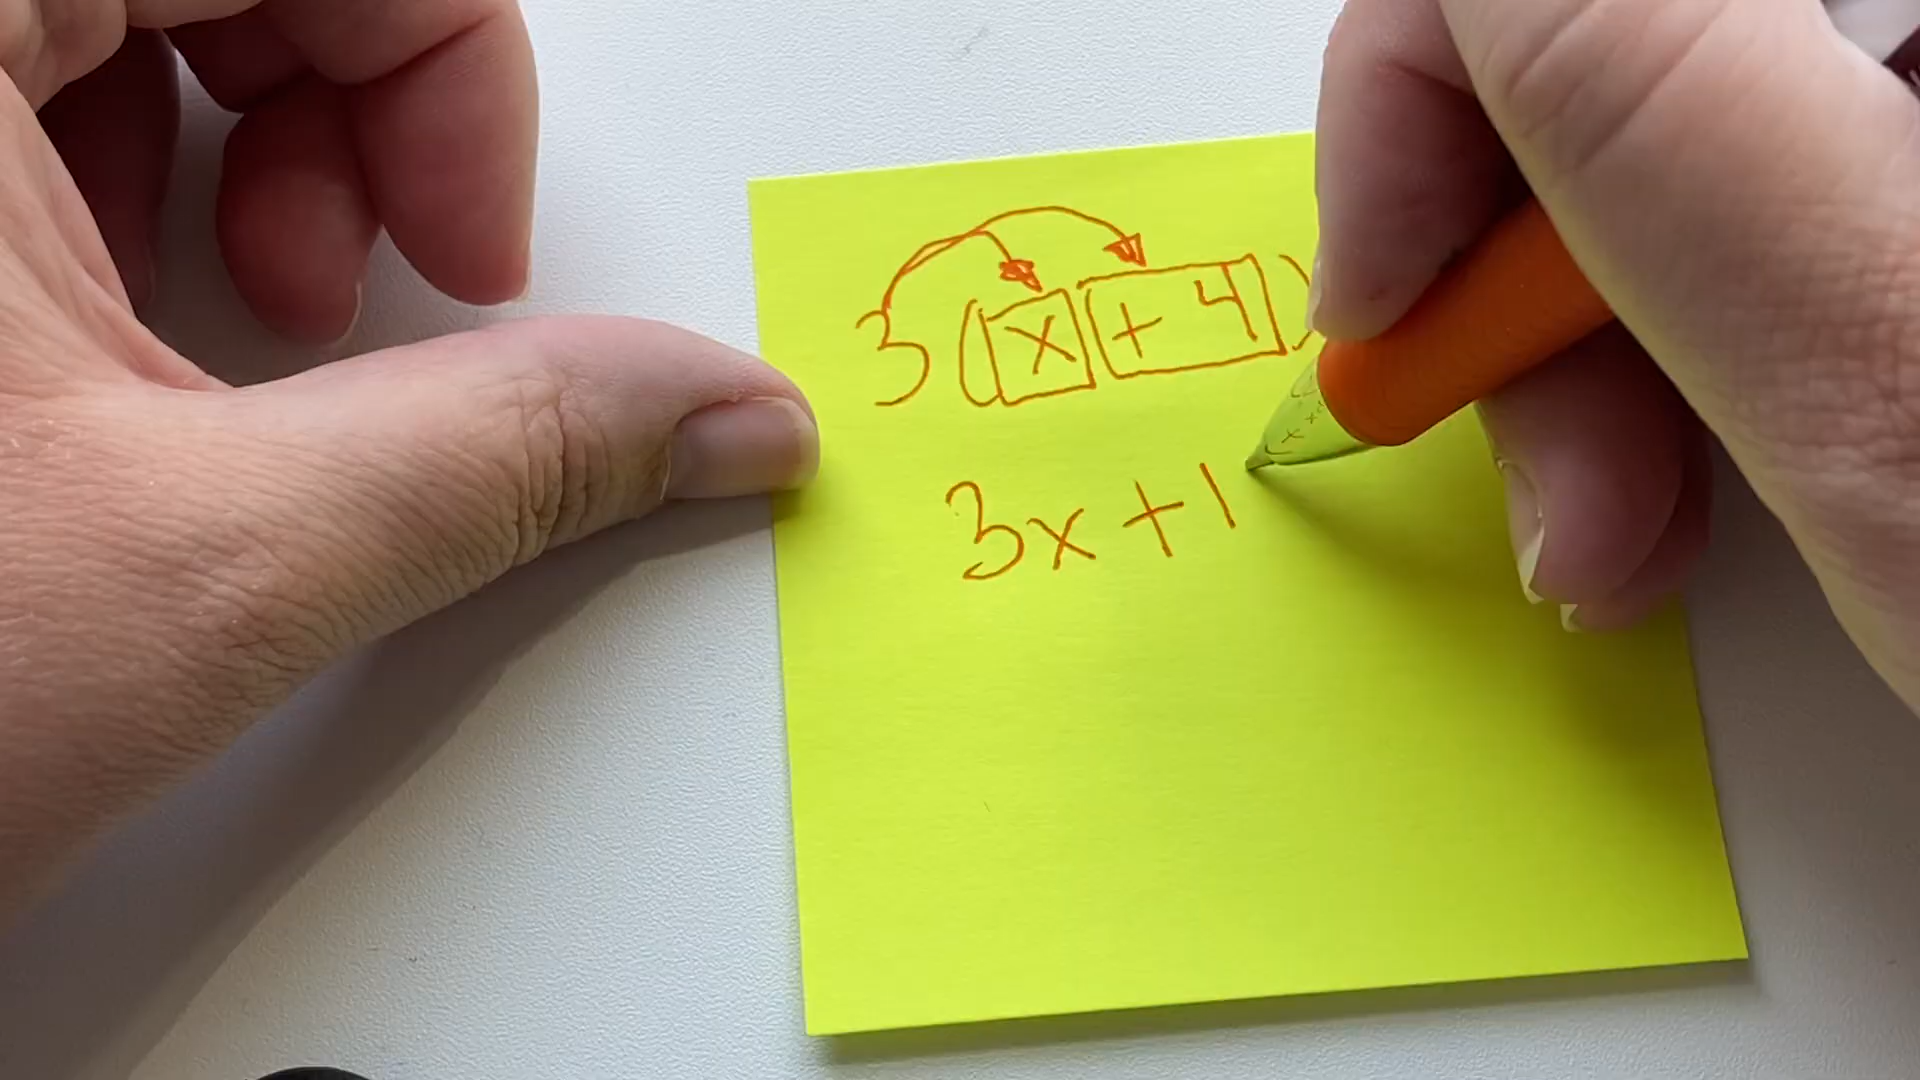 3(x + 4)
3x + 1